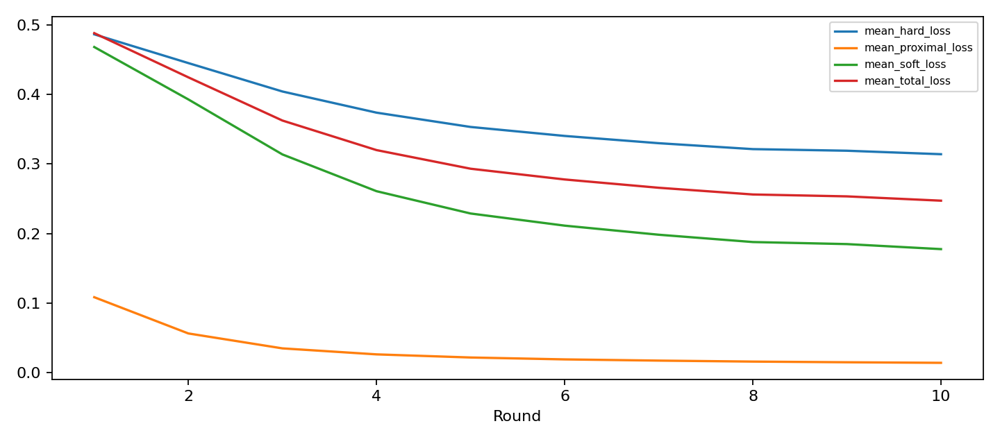 0.5
0.4
0.3
0.2
0.1
0.0
mean_hard_loss
mean_proximal_loss
mean_soft_loss
mean_total_loss
2 4 6 8 10
Round